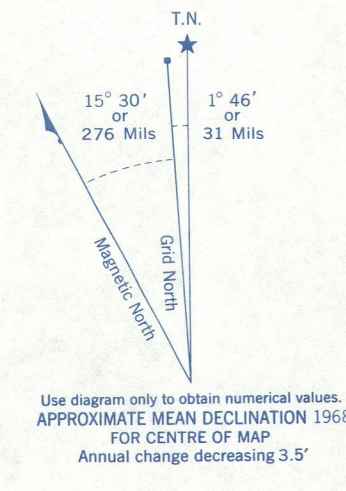 T.N.
15° 30′
or
276 Mils
1° 46′
or
31 Mils
Magnetic North
Grid North
Use diagram only to obtain numerical values.
APPROXIMATE MEAN DECLINATION 1968
FOR CENTRE OF MAP
Annual change decreasing 3.5′